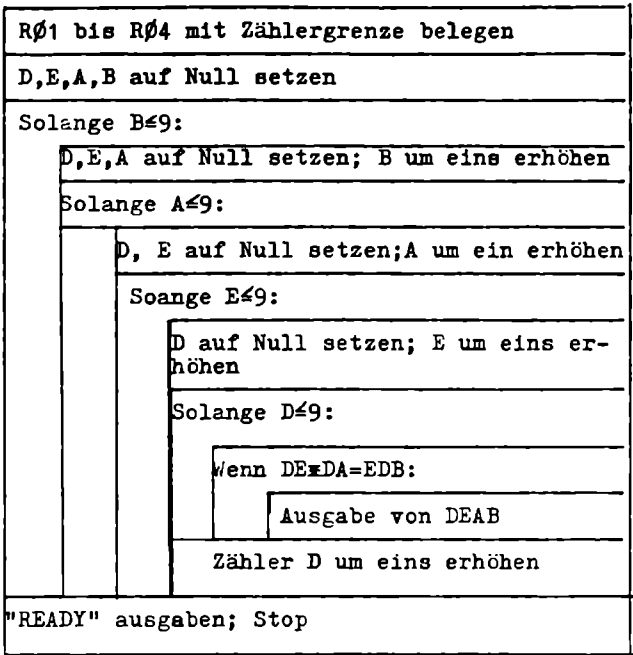 RØ1 bis RØ4 mit Zählergrenze belegen
D,E,A,B auf Null setzen
Solange B≤9:
D,E,A auf Null setzen; B um eins erhöhen
Solange A≤9:
D, E auf Null setzen;A um ein erhöhen
Soange E≤9:
D auf Null setzen; E um eins er-
höhen
Solange D≤9:
Wenn DE*DA=EDB:
Ausgabe von DEAB
Zähler D um eins erhöhen
"READY" ausgaben; Stop